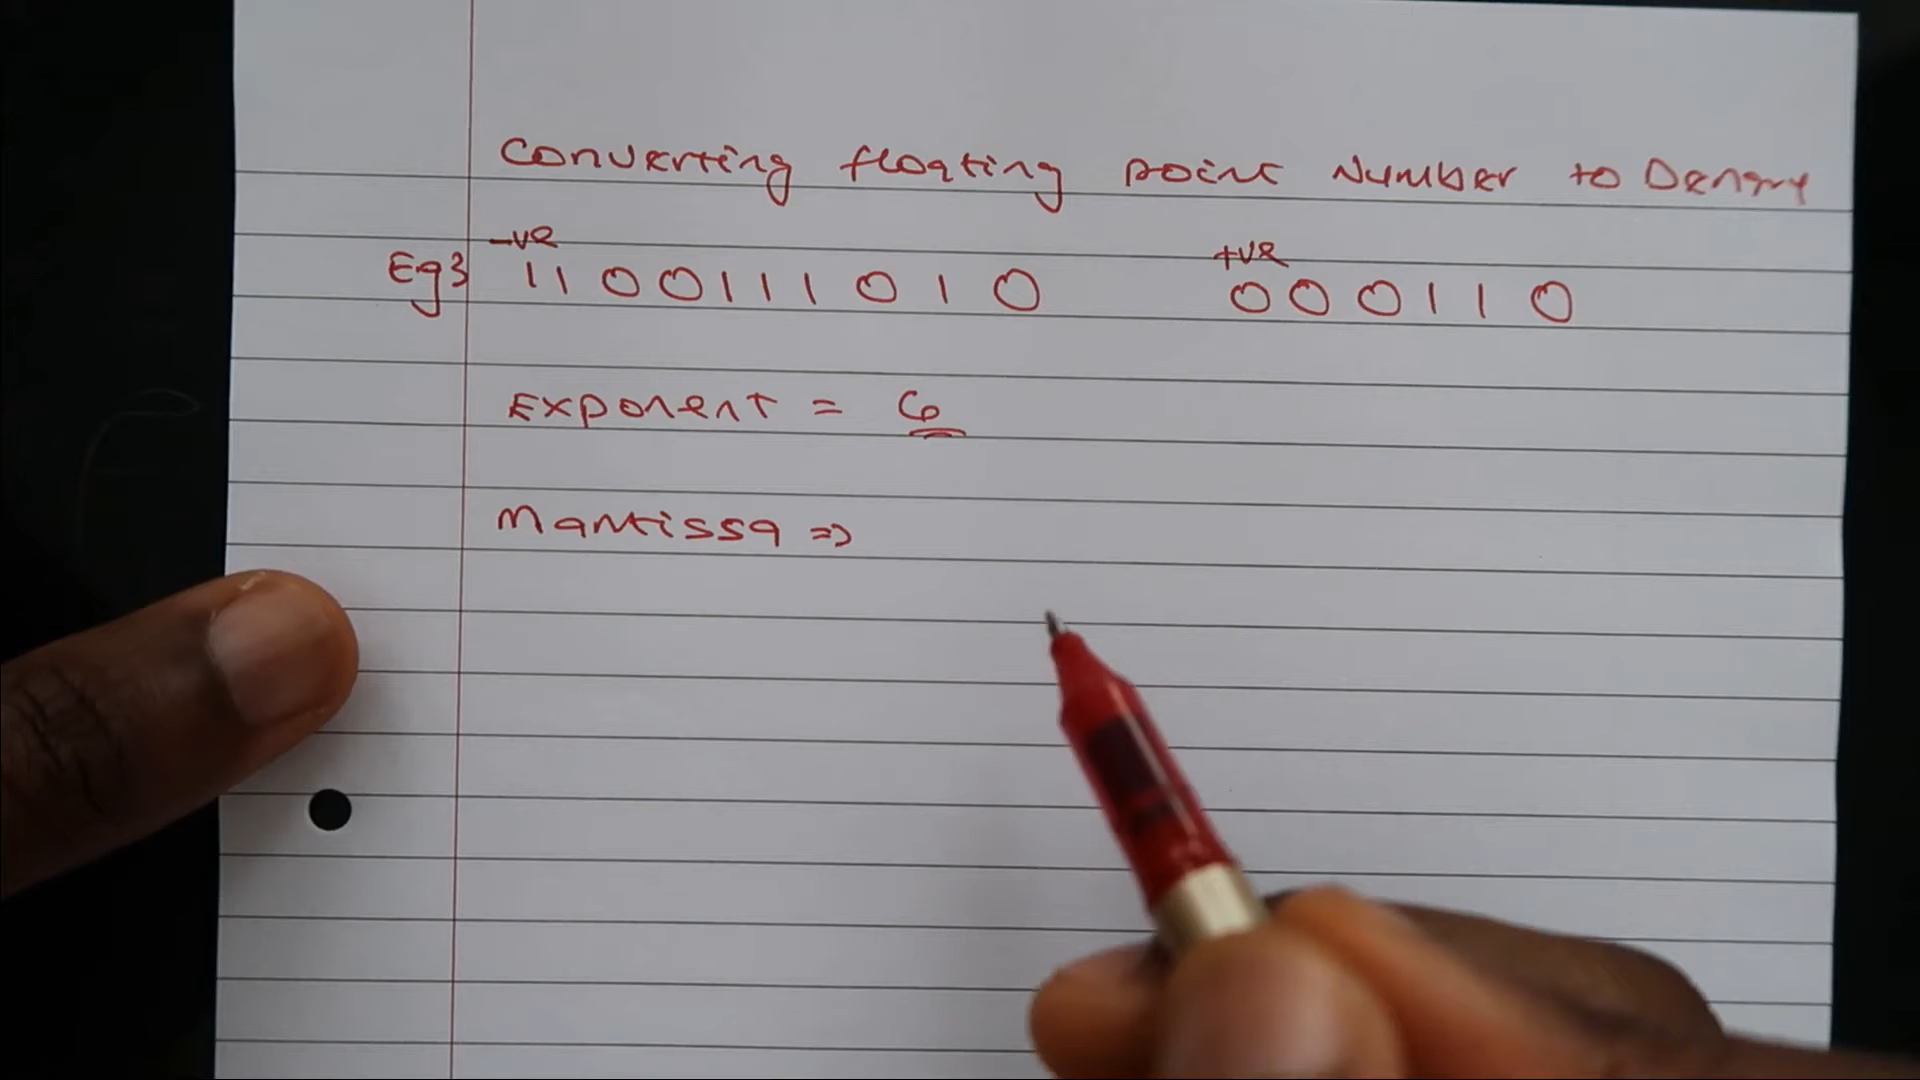 Converting floating point Number to Denary
-ve +ve
Eg3 1100111010 000110
Exponent = 6
Mantissa =>